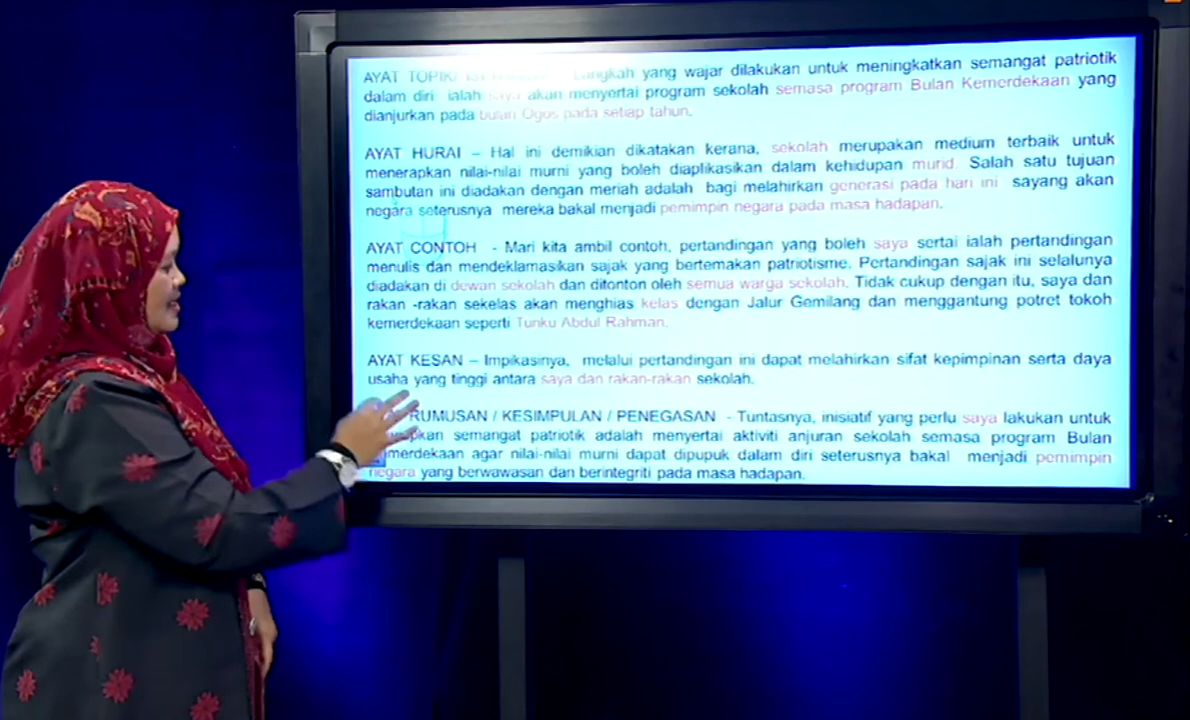 AYAT TOPIK/ Langkah yang wajar dilakukan untuk meningkatkan semangat patriotik
dalam diri ialah saya akan menyertai program sekolah semasa program Bulan Kemerdekaan yang
dianjurkan pada bulan Ogos pada setiap tahun.
AYAT HURAI – Hal ini demikian dikatakan kerana, sekolah merupakan medium terbaik untuk
menerapkan nilai-nilai murni yang boleh diaplikasikan dalam kehidupan murid. Salah satu tujuan
sambutan ini diadakan dengan meriah adalah bagi melahirkan generasi pada hari ini sayang akan
negara seterusnya mereka bakal menjadi pemimpin negara pada masa hadapan.
AYAT CONTOH - Mari kita ambil contoh, pertandingan yang boleh saya sertai ialah pertandingan
menulis dan mendeklamasikan sajak yang bertemakan patriotisme. Pertandingan sajak ini selalunya
diadakan di dewan sekolah dan ditonton oleh semua warga sekolah. Tidak cukup dengan itu, saya dan
rakan -rakan sekelas akan menghias kelas dengan Jalur Gemilang dan menggantung potret tokoh
kemerdekaan seperti Tunku Abdul Rahman.
AYAT KESAN – Impikasinya, melalui pertandingan ini dapat melahirkan sifat kepimpinan serta daya
usaha yang tinggi antara saya dan rakan-rakan sekolah.
RUMUSAN / KESIMPULAN / PENEGASAN - Tuntasnya, inisiatif yang perlu saya lakukan untuk
semangat patriotik adalah menyertai aktiviti anjuran sekolah semasa program Bulan
merdekaan agar nilai-nilai murni dapat dipupuk dalam diri seterusnya bakal menjadi pemimpin
negara yang berwawasan dan berintegriti pada masa hadapan.